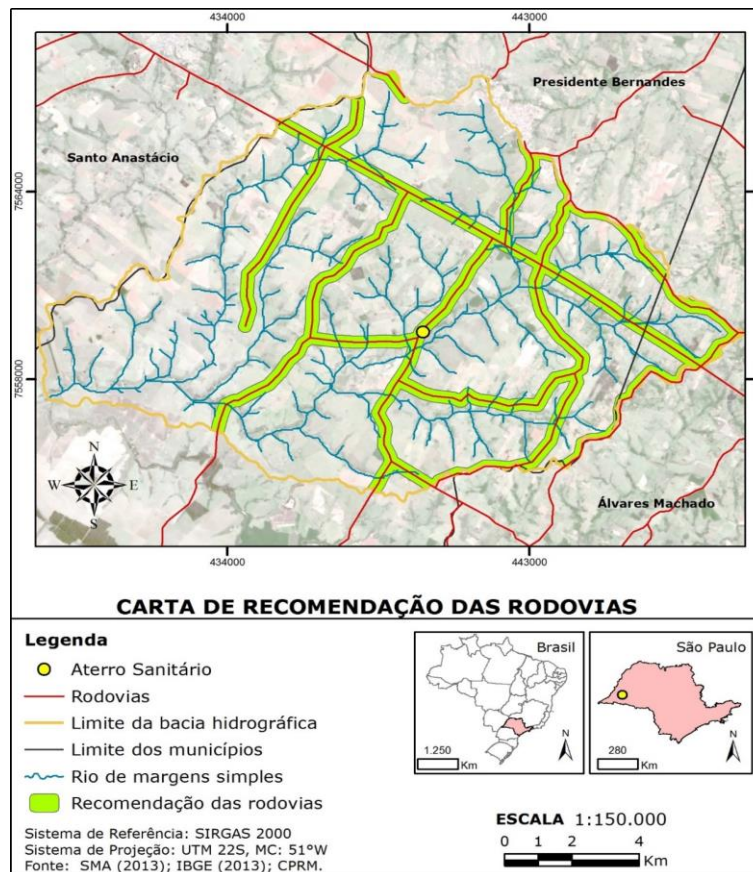 434000 443000
Presidente Bernandes
Santo Anastácio
7564000 7564000
7558000 7558000
N
W E
S
Álvares Machado
434000 443000
CARTA DE RECOMENDAÇÃO DAS RODOVIAS
Legenda
Aterro Sanitário
Rodovias
Limite da bacia hidrográfica
Limite dos municípios
Rio de margens simples
Recomendação das rodovias
Sistema de Referência: SIRGAS 2000
Sistema de Projeção: UTM 22S, MC: 51°W
Fonte: SMA (2013); IBGE (2013); CPRM.
Brasil
N
1.250
Km
São Paulo
N
280
Km
ESCALA 1:150.000
0 1 2 4
Km